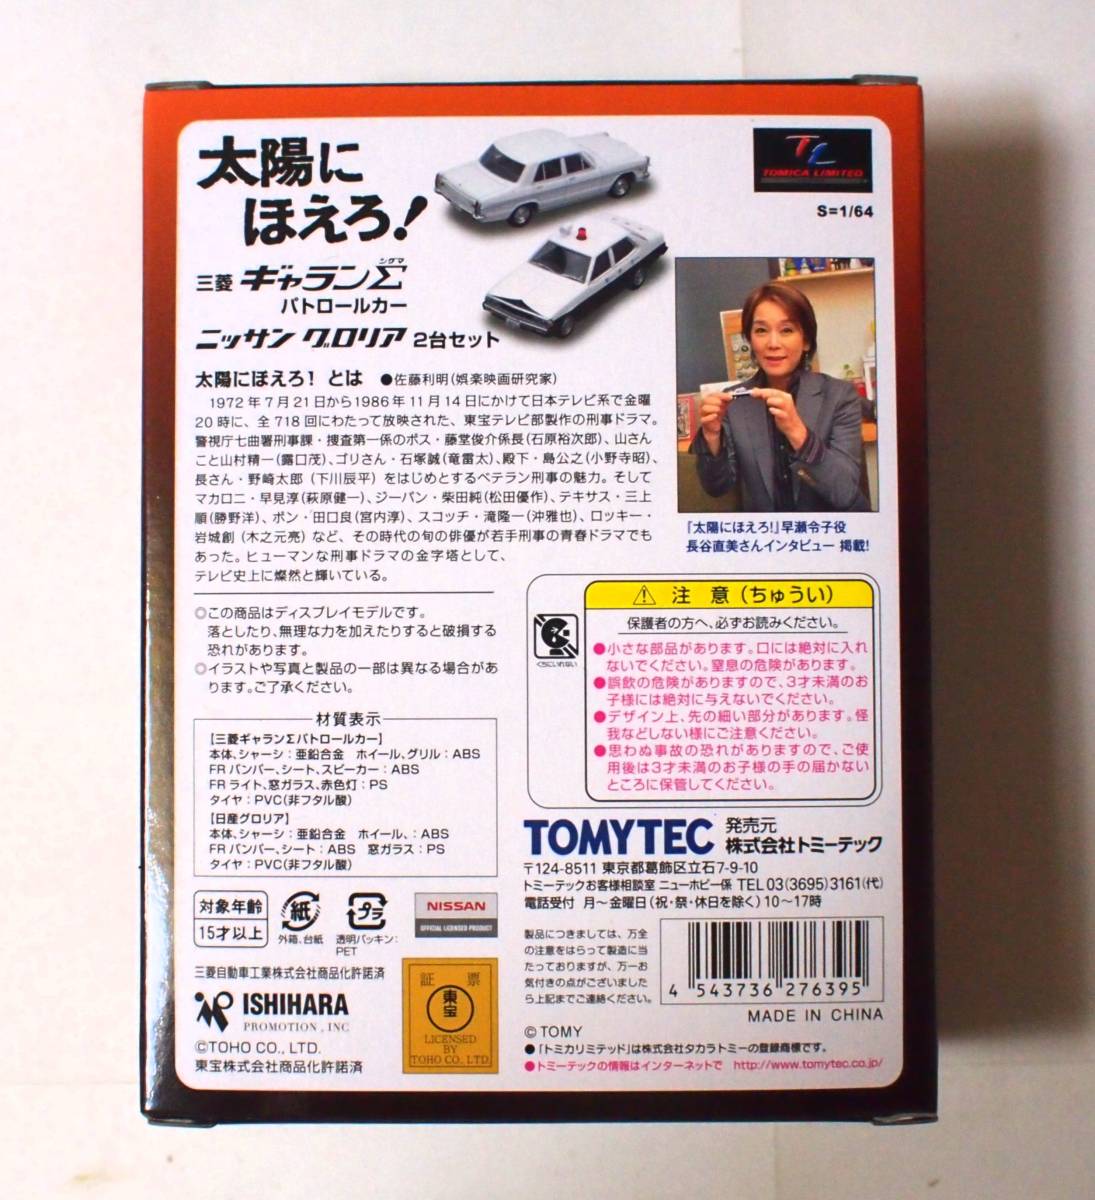 太陽に
ほえろ!
シグマ
三菱 ギャランΣ
パトロールカー
ニッサン グロリア 2台セット
TL
TOMICA LIMITED
S=1/64
太陽にほえろ! とは ●佐藤利明(娯楽映画研究家)
1972年7月21日から1986年11月14日にかけて日本テレビ系で金曜
20時に、全718回にわたって放映された、東宝テレビ部製作の刑事ドラマ。
警視庁七曲署刑事課・捜査第一係のボス・藤堂俊介係長(石原裕次郎)、山さん
こと山村精一(露口茂)、ゴリさん・石塚誠(竜雷太)、殿下・島公之(小野寺昭)、
長さん・野崎太郎(下川辰平)をはじめとするベテラン刑事の魅力。そして
マカロニ・早見淳(萩原健一)、ジーパン・柴田純(松田優作)、テキサス・三上
順(勝野洋)、ボン・田口良(宮内淳)、スコッチ・滝隆一(沖雅也)、ロッキー・
岩城創(木之元亮)など、その時代の旬の俳優が若手刑事の青春ドラマでも
あった。ヒューマンな刑事ドラマの金字塔として、
テレビ史上に燦然と輝いている。
『太陽にほえろ!』早瀬令子役
長谷直美さんインタビュー 掲載!
◎この商品はディスプレイモデルです。
落としたり、無理な力を加えたりすると破損する
恐れがあります。
◎イラストや写真と製品の一部は異なる場合があ
ります。ご了承ください。
材質表示
【三菱ギャランΣパトロールカー】
本体、シャーシ:亜鉛合金 ホイール、グリル:ABS
FRバンパー、シート、スピーカー:ABS
FRライト、窓ガラス、赤色灯:PS
タイヤ:PVC(非フタル酸)
【日産グロリア】
本体、シャーシ:亜鉛合金 ホイール、:ABS
FRバンパー、シート:ABS 窓ガラス:PS
タイヤ:PVC(非フタル酸)
くちにいれない
注 意(ちゅうい)
保護者の方へ、必ずお読みください。
●小さな部品があります。口には絶対に入れ
ないでください。窒息の危険があります。
●誤飲の危険がありますので、3才未満のお
子様には絶対に与えないでください。
●デザイン上、先の細い部分があります。怪
我などしない様にご注意ください。
●思わぬ事故の恐れがありますので、ご使
用後は3才未満のお子様の手の届かない
ところに保管してください。
TOMYTEC 発売元
株式会社トミーテック
〒124-8511 東京都葛飾区立石7-9-10
トミーテックお客様相談室 ニューホビー係 TEL 03(3695)3161(代)
電話受付 月~金曜日(祝・祭・休日を除く)10~17時
対象年齢
15才以上
紙
外箱、台紙
プラ
透明パッキン:
PET
NISSAN
OFFICIAL LICENSED PRODUCT
製品につきましては、万全
の注意をはらって製造に当
たっておりますが、万一お
気付きの点がございました
ら上記までご連絡ください。
4 543736 276395
MADE IN CHINA
三菱自動車工業株式会社商品化許諾済
ISHIHARA
PROMOTION, INC
©TOHO CO., LTD.
東宝株式会社商品化許諾済
証 票
東宝
LICENSED
BY
TOHO CO., LTD.
© TOMY
●「トミカリミテッド」は株式会社タカラトミーの登録商標です。
●トミーテックの情報はインターネットで http://www.tomytec.co.jp/